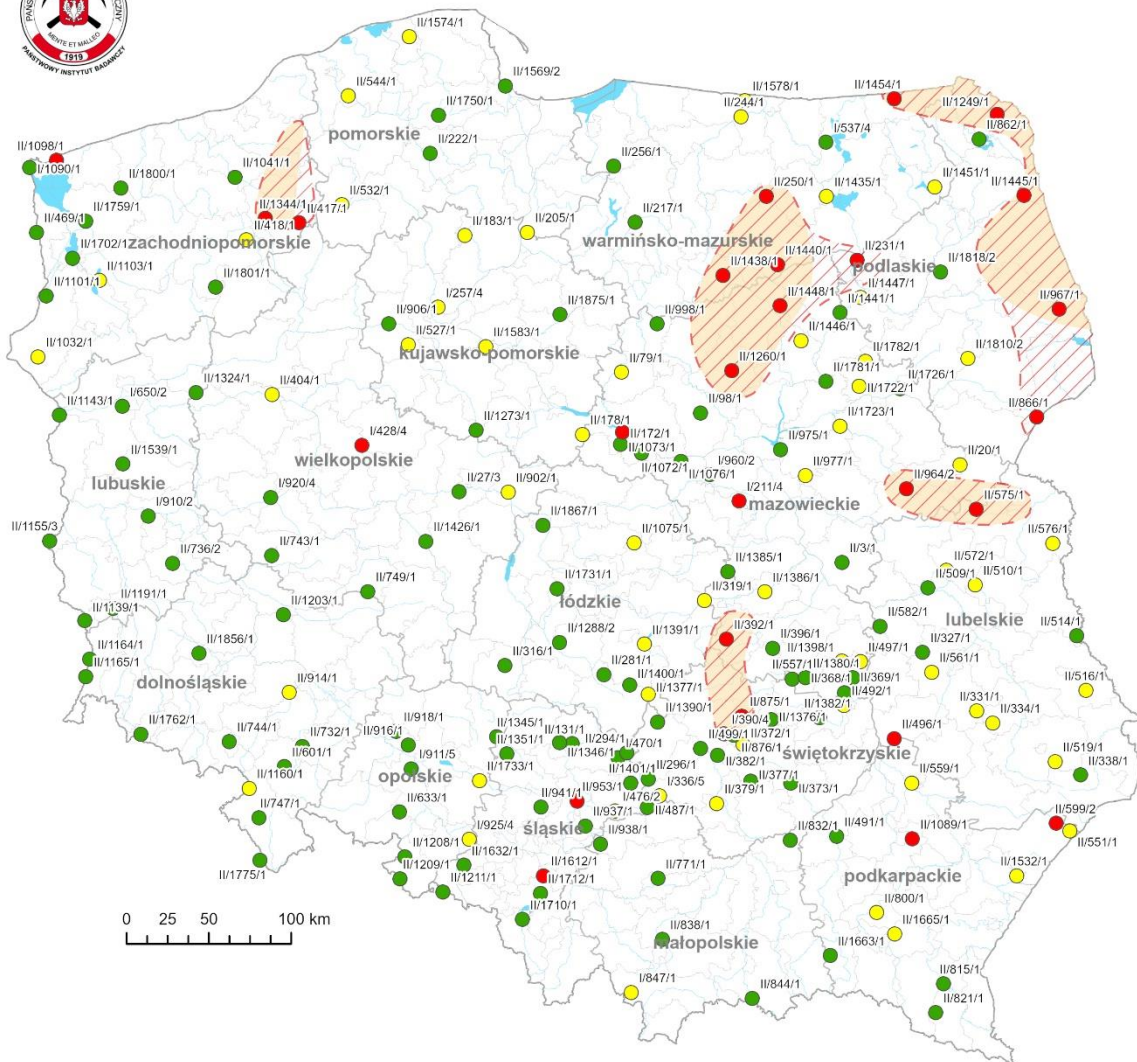 PAŃS
ZNY
MENTE ET MALLEO
1919
PAŃSTWOWY INSTYTUT BADAWCZY
II/1574/1
II/1569/2
II/544/1
II/1750/1
pomorskie
II/222/1
II/1578/1
II/244/1
II/1454/1
II/1249/1
II/862/1
I/537/4
II/1098/1
I/1090/1
II/1800/1
II/1041/1
II/256/1
II/250/1
II/1435/1
II/1451/1
II/1445/1
II/469/1
II/1759/1
II/1344/1
II/417/1
II/418/1
II/532/1
II/183/1
II/205/1
II/217/1
warmińsko-mazurskie
II/1702/1
zachodniopomorskie
II/1103/1
II/1101/1
II/1801/1
II/1440/1
II/1438/1
II/231/1
podlaskie
II/1818/2
II/1447/1
II/1448/1
II/1441/1
II/967/1
I/257/4
II/906/1
II/1875/1
II/998/1
II/1446/1
II/527/1
II/1583/1
kujawsko-pomorskie
II/1032/1
II/1782/1
II/1810/2
II/79/1
II/1260/1
II/1781/1
II/1726/1
II/1722/1
I/650/2
II/1324/1
II/404/1
II/1143/1
II/98/1
II/1723/1
II/866/1
II/1273/1
II/178/1
II/172/1
II/1073/1
II/975/1
I/428/4
wielkopolskie
II/1539/1
lubuskie
II/1072/1
I/960/2
II/1076/1
II/977/1
II/20/1
II/964/2
II/575/1
I/920/4
II/27/3
II/902/1
I/211/4
mazowieckie
I/910/2
II/1867/1
II/1155/3
II/1426/1
II/1075/1
II/576/1
II/736/2
II/743/1
II/1385/1
II/3/1
II/572/1
II/510/1
II/509/1
II/749/1
II/1731/1
łódzkie
II/319/1
II/1386/1
lubelskie
II/1191/1
II/1139/1
II/1203/1
II/582/1
II/514/1
II/1288/2
II/1391/1
II/392/1
II/396/1
II/1398/1
II/497/1
II/327/1
II/1164/1
II/1165/1
II/1856/1
dolnośląskie
II/316/1
II/281/1
II/1400/1
II/557/1
II/1380/1
II/368/1
II/369/1
II/561/1
II/914/1
II/1377/1
II/492/1
II/516/1
II/1390/1
II/875/1
II/1382/1
II/331/1
II/334/1
I/390/4
II/1376/1
II/1762/1
II/744/1
II/732/1
II/918/1
II/916/1
II/1345/1
II/131/1
II/294/1
I/470/1
II/499/1
II/372/1
II/496/1
II/601/1
I/911/5
II/1351/1
II/1346/1
II/876/1
świętokrzyskie
II/519/1
II/338/1
II/1160/1
opolskie
II/1733/1
II/1401/1
II/296/1
II/382/1
I/336/5
II/377/1
II/373/1
II/559/1
II/953/1
II/941/1
I/476/2
II/379/1
II/747/1
II/633/1
II/937/1
II/487/1
śląskie
II/599/2
II/551/1
I/925/4
II/938/1
II/832/1
II/491/1
II/1089/1
II/1208/1
II/1632/1
II/1775/1
II/1209/1
II/1211/1
II/1612/1
II/1712/1
II/771/1
podkarpackie
II/1532/1
II/1710/1
II/800/1
II/1665/1
II/838/1
małopolskie
II/1663/1
0 25 50 100 km
II/847/1
II/844/1
II/815/1
II/821/1